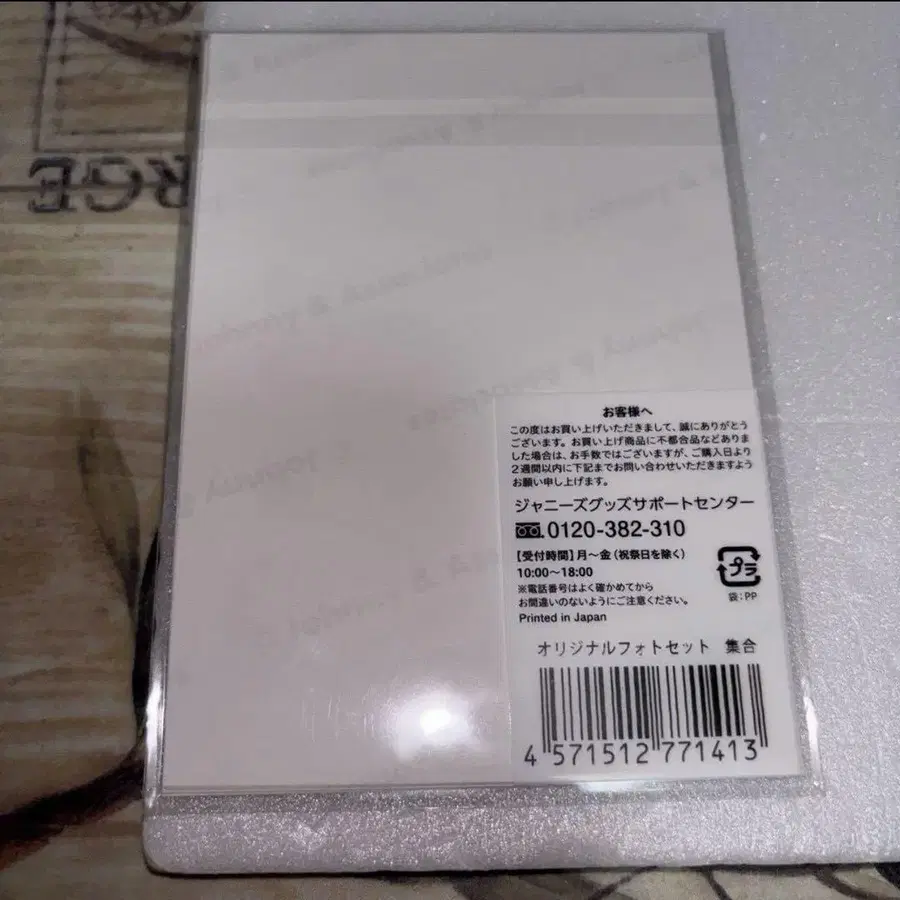 RGE
Johnny & Associates
お客様へ
この度はお買い上げいただきまして、誠にありがとう
ございます。お買い上げ商品に不都合品などありま
した場合は、お手数ではございますが、ご購入日より
2週間以内に下記までお問い合わせいただきますよう
お願い申し上げます。
ジャニーズグッズサポートセンター
0120-382-310
【受付時間】月～金(祝祭日を除く)
10:00～18:00
※電話番号はよく確かめてから
お間違いのないようにご注意ください。
Printed in Japan
プラ
袋:PP
オリジナルフォトセット 集合
4 571512 771413